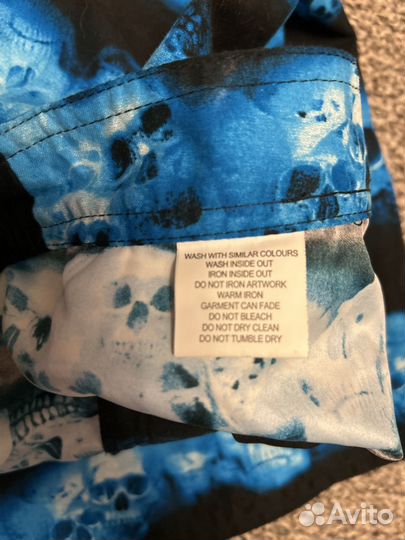 WASH WITH SIMILAR COLOURS
WASH INSIDE OUT
IRON INSIDE OUT
DO NOT IRON ARTWORK
WARM IRON
GARMENT CAN FADE
DO NOT BLEACH
DO NOT DRY CLEAN
DO NOT TUMBLE DRY
Avito